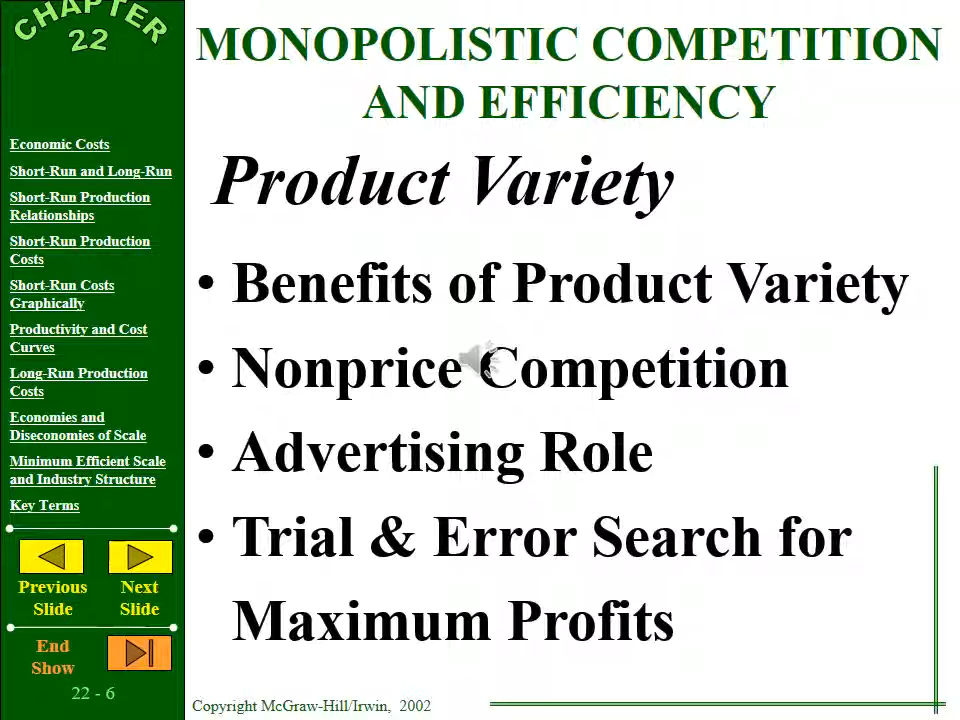 CHAPTER
22
Economic Costs
Short-Run and Long-Run
Short-Run Production
Relationships
Short-Run Production
Costs
Short-Run Costs
Graphically
Productivity and Cost
Curves
Long-Run Production
Costs
Economies and
Diseconomies of Scale
Minimum Efficient Scale
and Industry Structure
Key Terms
Previous
Slide
Next
Slide
End
Show
22 - 6
MONOPOLISTIC COMPETITION
AND EFFICIENCY
Product Variety
• Benefits of Product Variety
• Nonprice Competition
• Advertising Role
• Trial & Error Search for
Maximum Profits
Copyright McGraw-Hill/Irwin, 2002